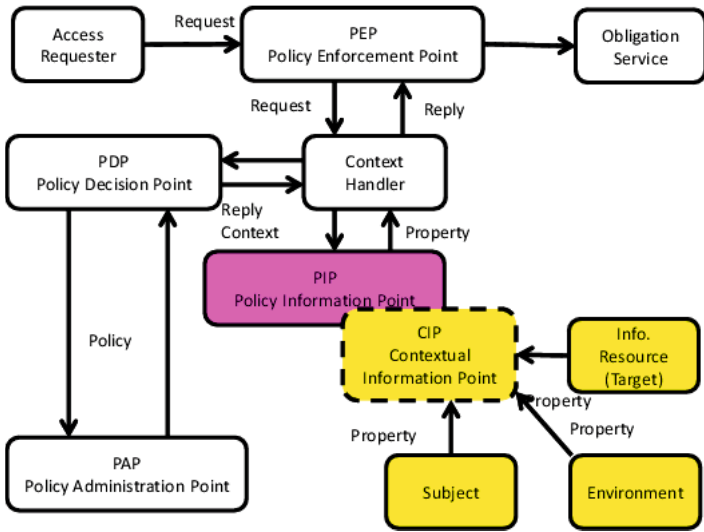 Access
Requester
Request
PEP
Policy Enforcement Point
Obligation
Service
Request
Reply
PDP
Policy Decision Point
Context
Handler
Reply
Context
Property
PIP
Policy Information Point
Policy
CIP
Contextual
Information Point
Info.
Resource
(Target)
Property
Property
Property
PAP
Policy Administration Point
Subject
Environment